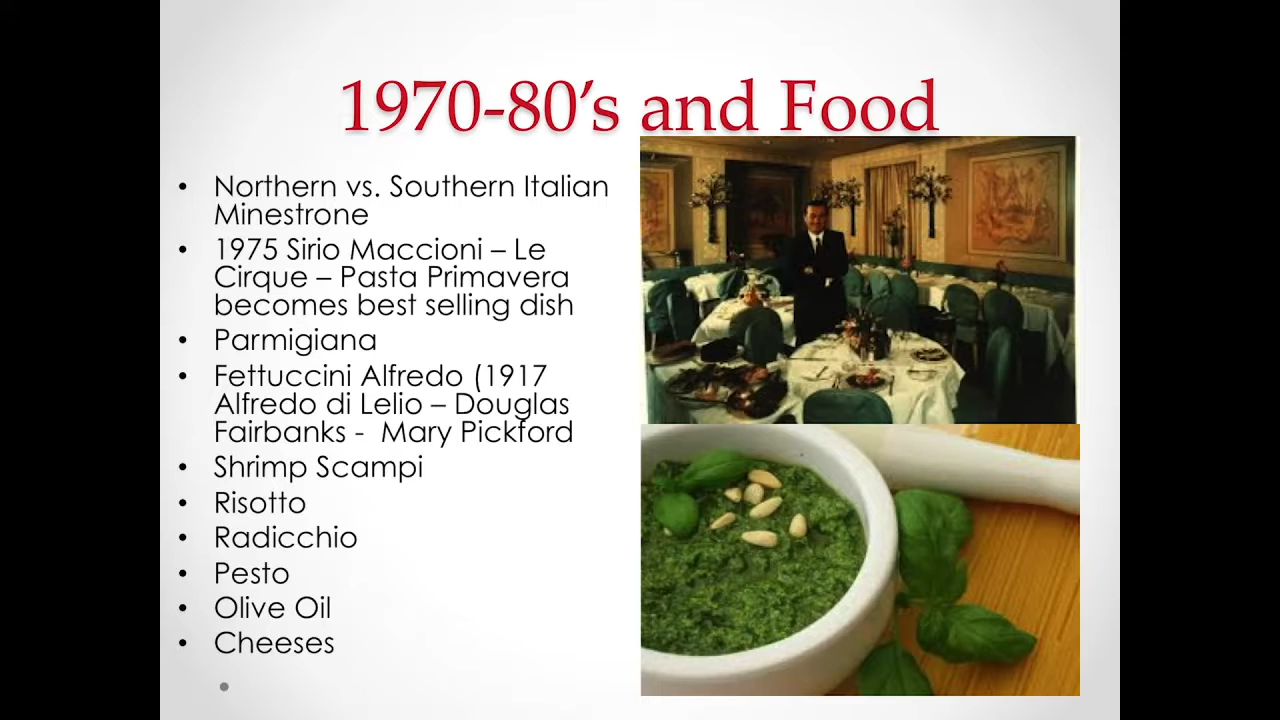 1970-80's and Food
• Northern vs. Southern Italian
Minestrone
• 1975 Sirio Maccioni – Le
Cirque – Pasta Primavera
becomes best selling dish
• Parmigiana
• Fettuccini Alfredo (1917
Alfredo di Lelio – Douglas
Fairbanks -  Mary Pickford
• Shrimp Scampi
• Risotto
• Radicchio
• Pesto
• Olive Oil
• Cheeses